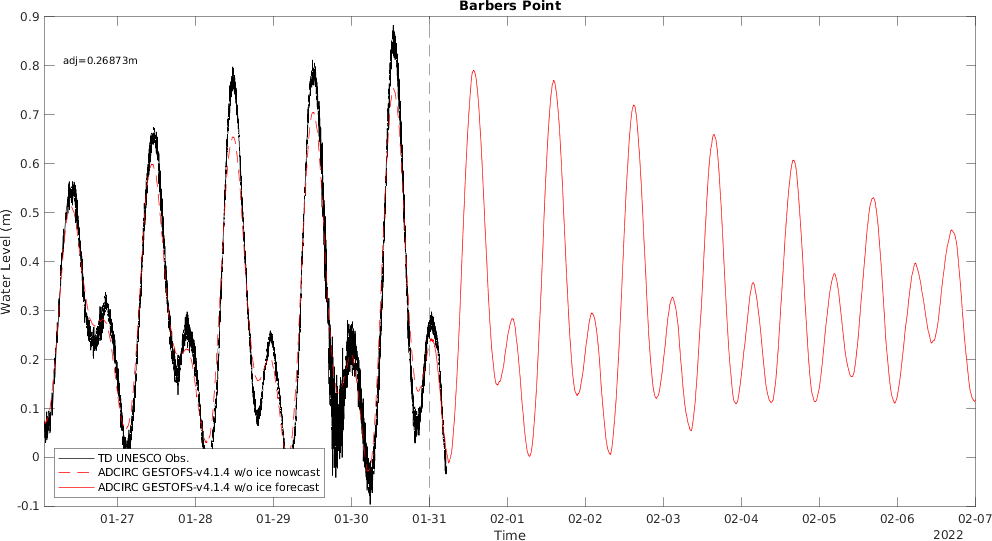 Barbers Point
0.9
0.8
0.7
0.6
0.5
0.4
0.3
0.2
0.1
0
-0.1
Water Level (m)
adj=0.26873m
TD UNESCO Obs.
ADCIRC GESTOFS-v4.1.4 w/o ice nowcast
ADCIRC GESTOFS-v4.1.4 w/o ice forecast
01-27 01-28 01-29 01-30 01-31 02-01 02-02 02-03 02-04 02-05 02-06 02-07
Time
2022